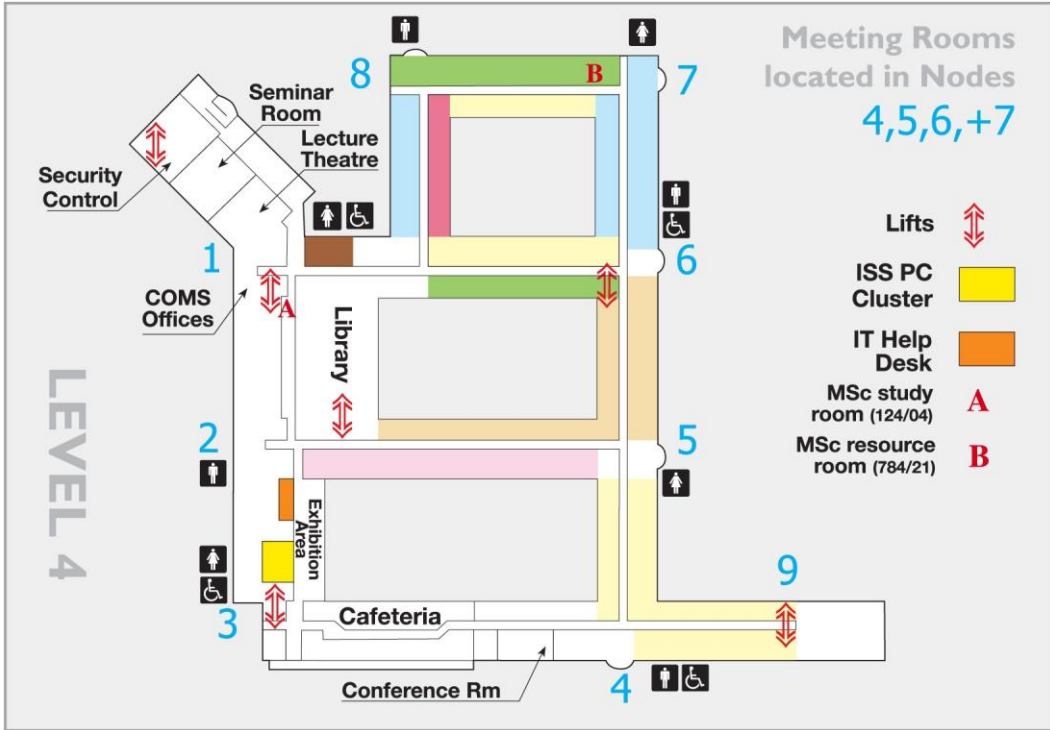 Meeting Rooms
located in Nodes
4,5,6,+7
8
B
7
Seminar
Room
Lecture
Theatre
Security
Control
1
COMS
Offices
A
Library
6
Lifts
ISS PC
Cluster
IT Help
Desk
MSc study
room (124/04)
A
MSc resource
room (784/21)
B
LEVEL 4
2
5
Exhibition
Area
9
3
Cafeteria
Conference Rm
4